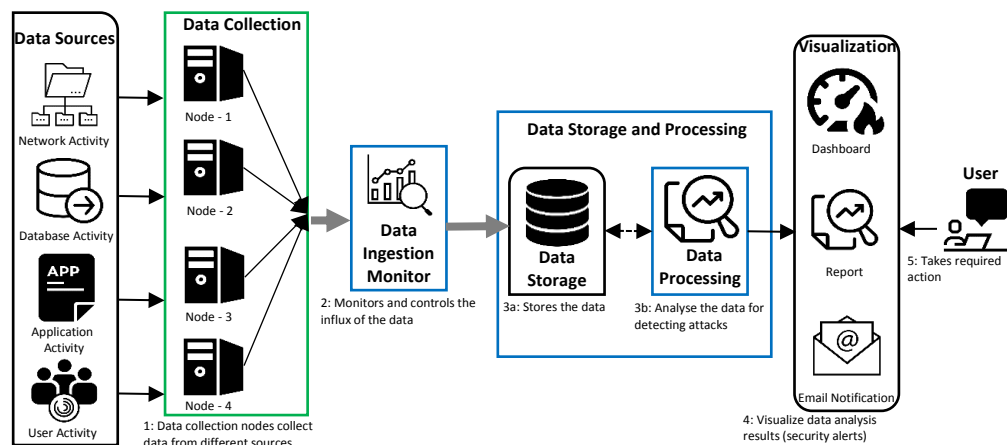 Data Sources
Network Activity
Database Activity
APP
Application
Activity
User Activity
Data Collection
Node - 1
Node - 2
Node - 3
Node - 4
1: Data collection nodes collect
data from different sources
Data
Ingestion
Monitor
2: Monitors and controls the
influx of the data
Data Storage and Processing
Data
Storage
3a: Stores the data
Data
Processing
3b: Analyse the data for
detecting attacks
Visualization
Dashboard
Report
@
Email Notification
4: Visualize data analysis
results (security alerts)
User
5: Takes required
action